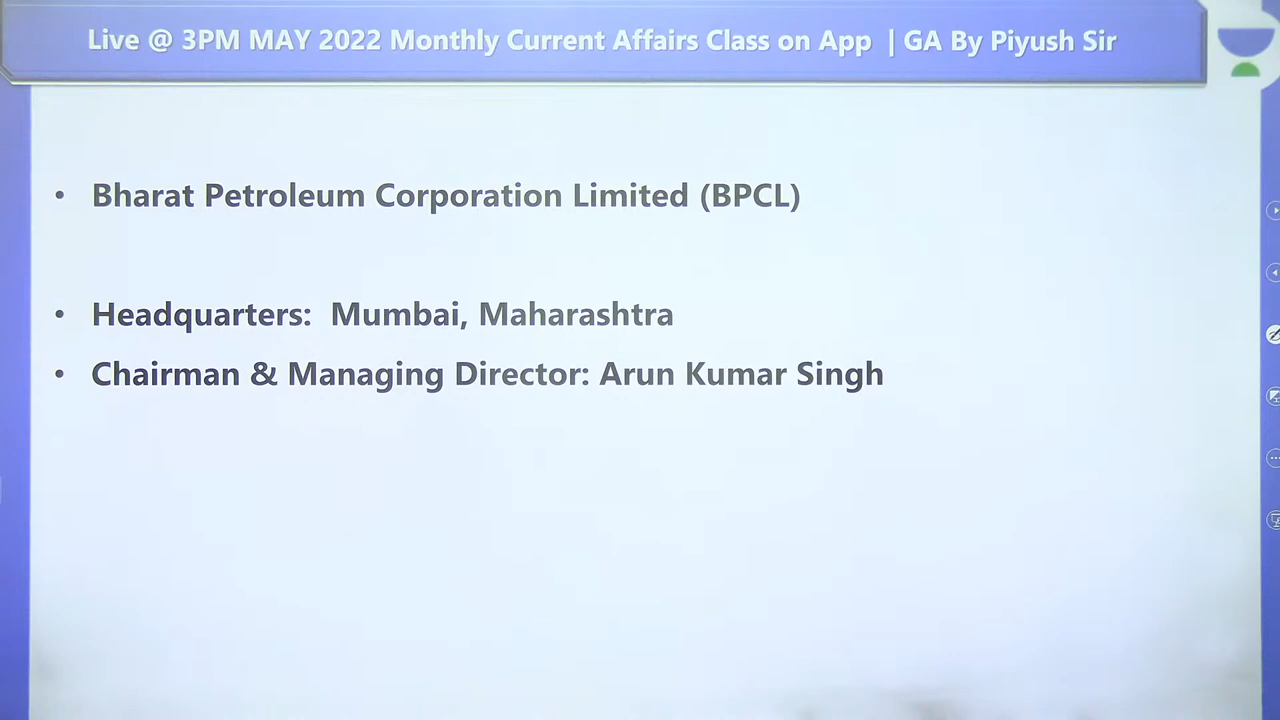 Live @ 3PM MAY 2022 Monthly Current Affairs Class on App | GA By Piyush Sir
• Bharat Petroleum Corporation Limited (BPCL)
• Headquarters: Mumbai, Maharashtra
• Chairman & Managing Director: Arun Kumar Singh